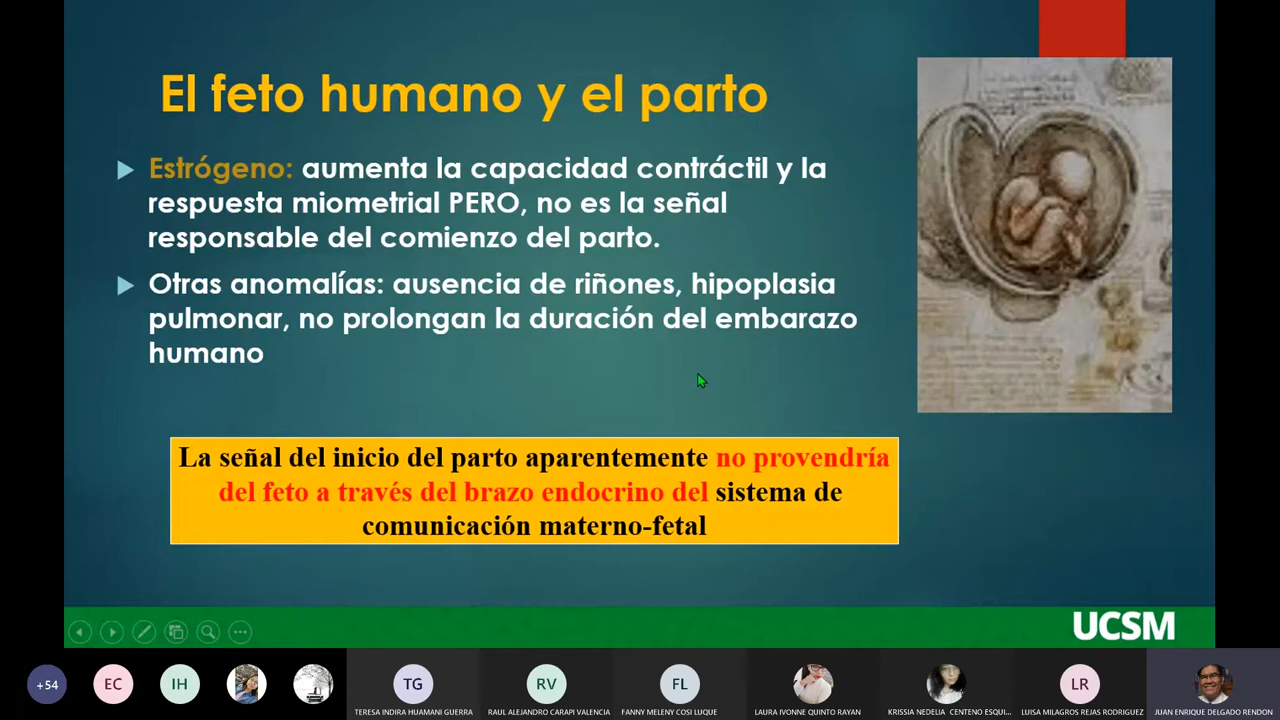 El feto humano y el parto
Estrógeno: aumenta la capacidad contráctil y la
respuesta miometrial PERO, no es la señal
responsable del comienzo del parto.
Otras anomalías: ausencia de riñones, hipoplasia
pulmonar, no prolongan la duración del embarazo
humano
La señal del inicio del parto aparentemente no provendría
del feto a través del brazo endocrino del sistema de
comunicación materno-fetal
UCSM
+54
EC
IH
TG
RV
FL
LR
TERESA INDIRA HUAMANI GUERRA
RAUL ALEJANDRO CARAPI VALENCIA
FANNY MELENY COSI LUQUE
LAURA IVONNE QUINTO RAYAN
KRISSIA NEDELIA CENTENO ESQUI...
LUISA MILAGROS REJAS RODRIGUEZ
JUAN ENRIQUE DELGADO RENDON